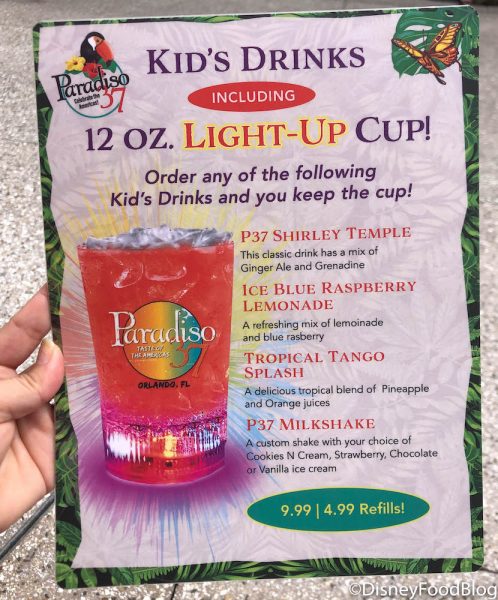 Paradiso
37
Celebrate the
Americas!
KID'S DRINKS
INCLUDING
12 OZ. LIGHT-UP CUP!
Order any of the following
Kid's Drinks and you keep the cup!
P37 SHIRLEY TEMPLE
This classic drink has a mix of
Ginger Ale and Grenadine
ICE BLUE RASPBERRY
LEMONADE
A refreshing mix of lemonade
and blue rasberry
TROPICAL TANGO
SPLASH
A delicious tropical blend of Pineapple
and Orange juices
P37 MILKSHAKE
A custom shake with your choice of
Cookies N Cream, Strawberry, Chocolate
or Vanilla ice cream
9.99 | 4.99 Refills!
Paradiso
TASTE OF
THE AMERICAS
37
ORLANDO, FL
©DisneyFoodBlog